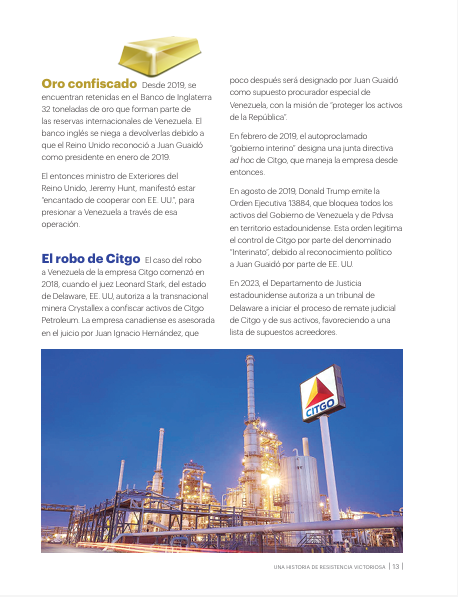 Oro confiscado Desde 2019, se
encuentran retenidas en el Banco de Inglaterra
32 toneladas de oro que forman parte de
las reservas internacionales de Venezuela. El
banco inglés se niega a devolverlas debido a
que el Reino Unido reconoció a Juan Guaidó
como presidente en enero de 2019.
El entonces ministro de Exteriores del
Reino Unido, Jeremy Hunt, manifestó estar
“encantado de cooperar con EE. UU.”, para
presionar a Venezuela a través de esa
operación.
El robo de Citgo El caso del robo
a Venezuela de la empresa Citgo comenzó en
2018, cuando el juez Leonard Stark, del estado
de Delaware, EE. UU, autoriza a la transnacional
minera Crystallex a confiscar activos de Citgo
Petroleum. La empresa canadiense es asesorada
en el juicio por Juan Ignacio Hernández, que
poco después será designado por Juan Guaidó
como supuesto procurador especial de
Venezuela, con la misión de “proteger los activos
de la República”.
En febrero de 2019, el autoproclamado
“gobierno interino” designa una junta directiva
ad hoc de Citgo, que maneja la empresa desde
entonces.
En agosto de 2019, Donald Trump emite la
Orden Ejecutiva 13884, que bloquea todos los
activos del Gobierno de Venezuela y de Pdvsa
en territorio estadounidense. Esta orden legitima
el control de Citgo por parte del denominado
“Interinato”, debido al reconocimiento político
a Juan Guaidó por parte de EE. UU.
En 2023, el Departamento de Justicia
estadounidense autoriza a un tribunal de
Delaware a iniciar el proceso de remate judicial
de Citgo y de sus activos, favoreciendo a una
lista de supuestos acreedores.
CITGO
UNA HISTORIA DE RESISTENCIA VICTORIOSA | 13 |